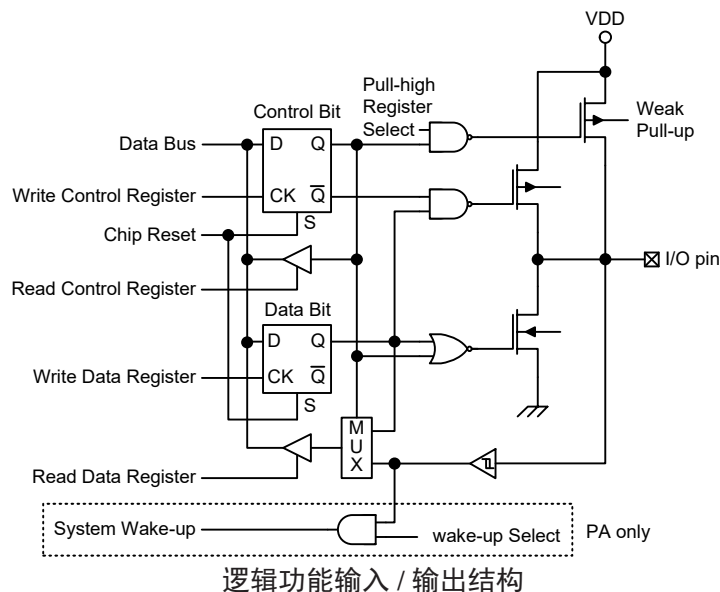 VDD
Pull-high
Register
Select
Weak
Pull-up
Control Bit
Data Bus
D
Q
Write Control Register
CK
Q
S
Chip Reset
I/O pin
Read Control Register
Data Bit
D
Q
Write Data Register
CK
Q
S
M
U
X
Read Data Register
System Wake-up
wake-up Select
PA only
逻辑功能输入 / 输出结构